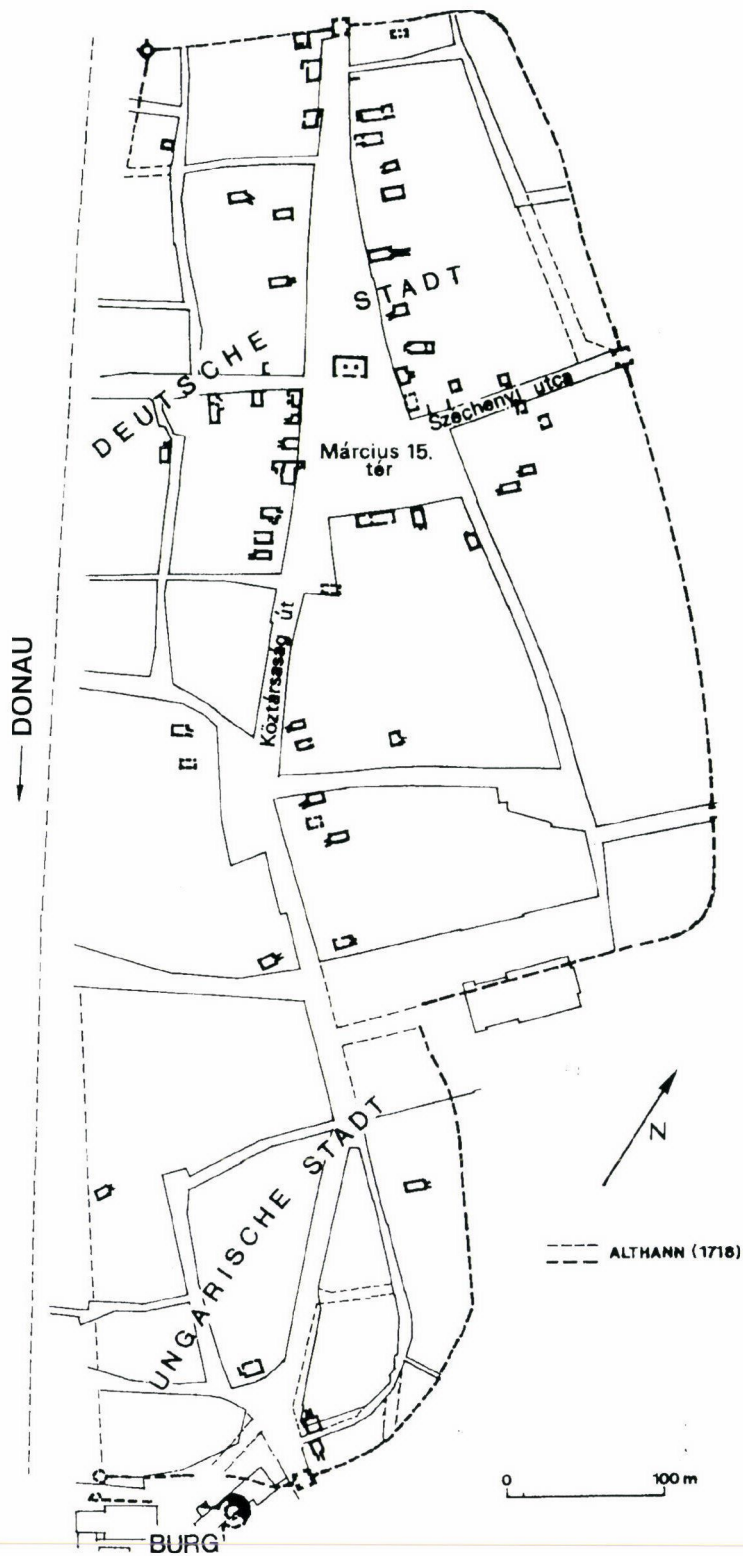 DEUTSCHE STADT
Széchenyi utca
Március 15.
tér
Köztársaság út
← DONAU
UNGARISCHE STADT
N
ALTHANN (1718)
0 100 m
BURG